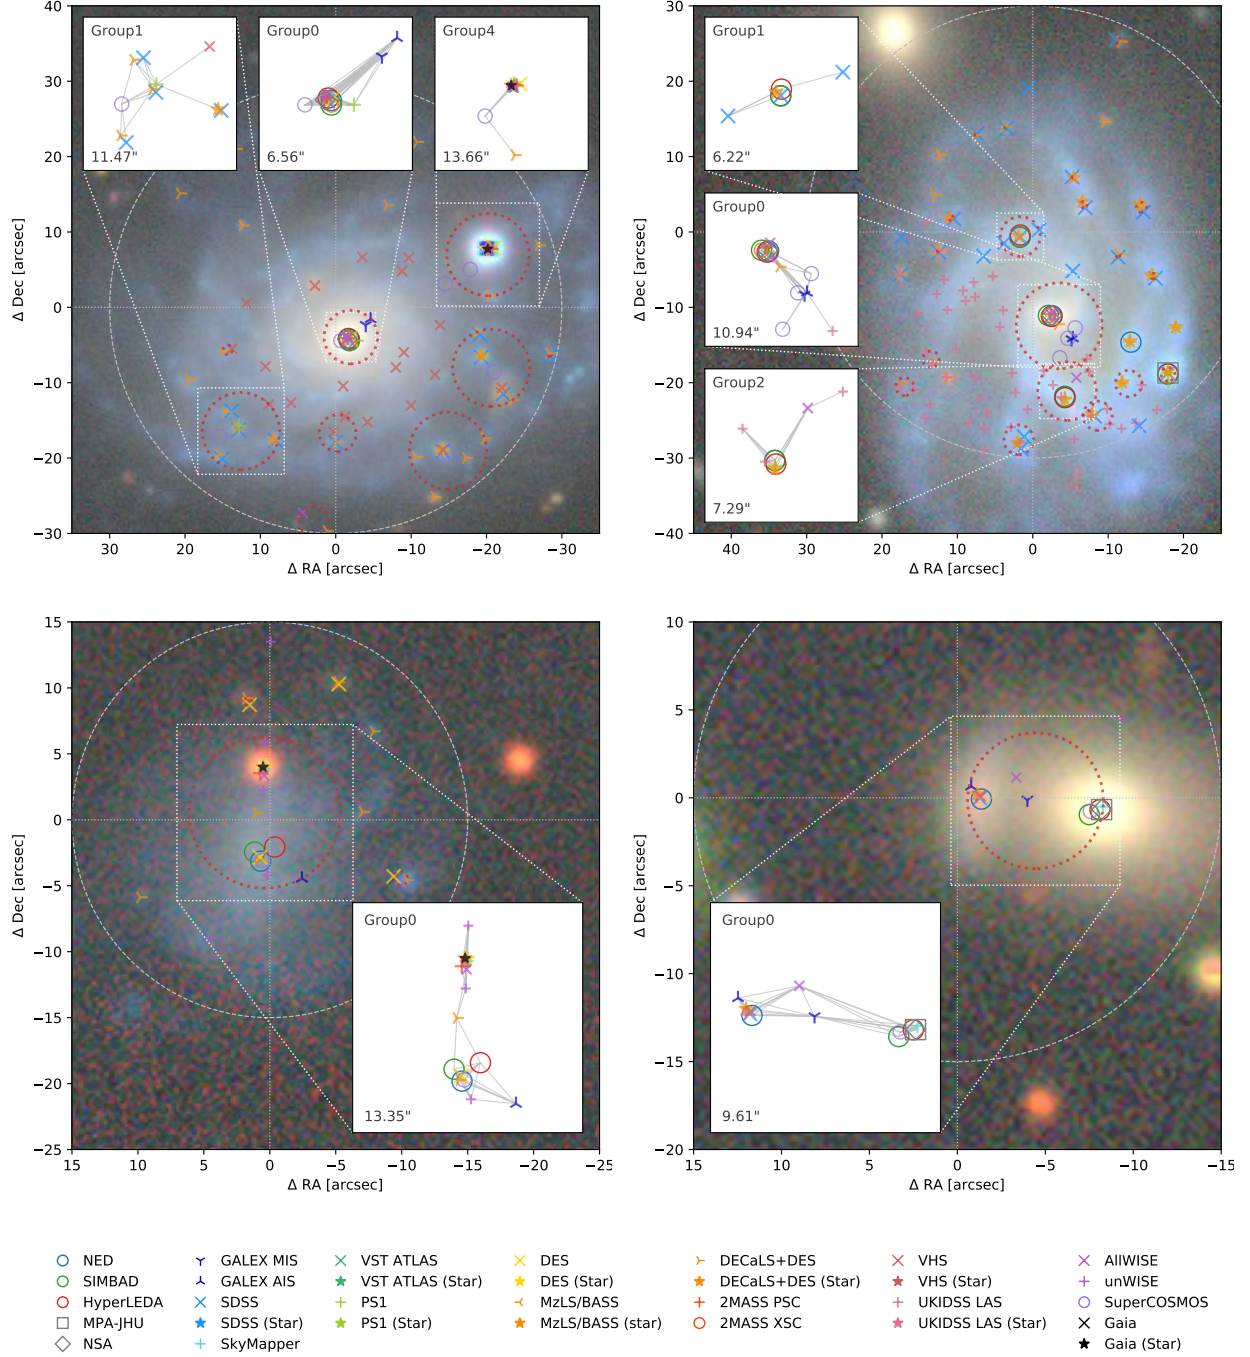 40
30
20
10
0
−10
−20
−30
Δ Dec [arcsec]
Group1
11.47"
Group0
6.56"
Group4
13.66"
30
20
10
0
−10
−20
−30
Δ RA [arcsec]
30
20
10
0
−10
−20
−30
−40
Δ Dec [arcsec]
Group1
6.22"
Group0
10.94"
Group2
7.29"
40
30
20
10
0
−10
−20
Δ RA [arcsec]
15
10
5
0
−5
−10
−15
−20
−25
Δ Dec [arcsec]
Group0
13.35"
15
10
5
0
−5
−10
−15
−20
−25
Δ RA [arcsec]
10
5
0
−5
−10
−15
−20
Δ Dec [arcsec]
Group0
9.61"
15
10
5
0
−5
−10
−15
Δ RA [arcsec]
NED
SIMBAD
HyperLEDA
MPA-JHU
NSA
GALEX MIS
GALEX AIS
SDSS
SDSS (Star)
SkyMapper
VST ATLAS
VST ATLAS (Star)
PS1
PS1 (Star)
DES
DES (Star)
MzLS/BASS
MzLS/BASS (star)
DECaLS+DES
DECaLS+DES (Star)
2MASS PSC
2MASS XSC
VHS
VHS (Star)
UKIDSS LAS
UKIDSS LAS (Star)
AllWISE
unWISE
SuperCOSMOS
Gaia
Gaia (Star)